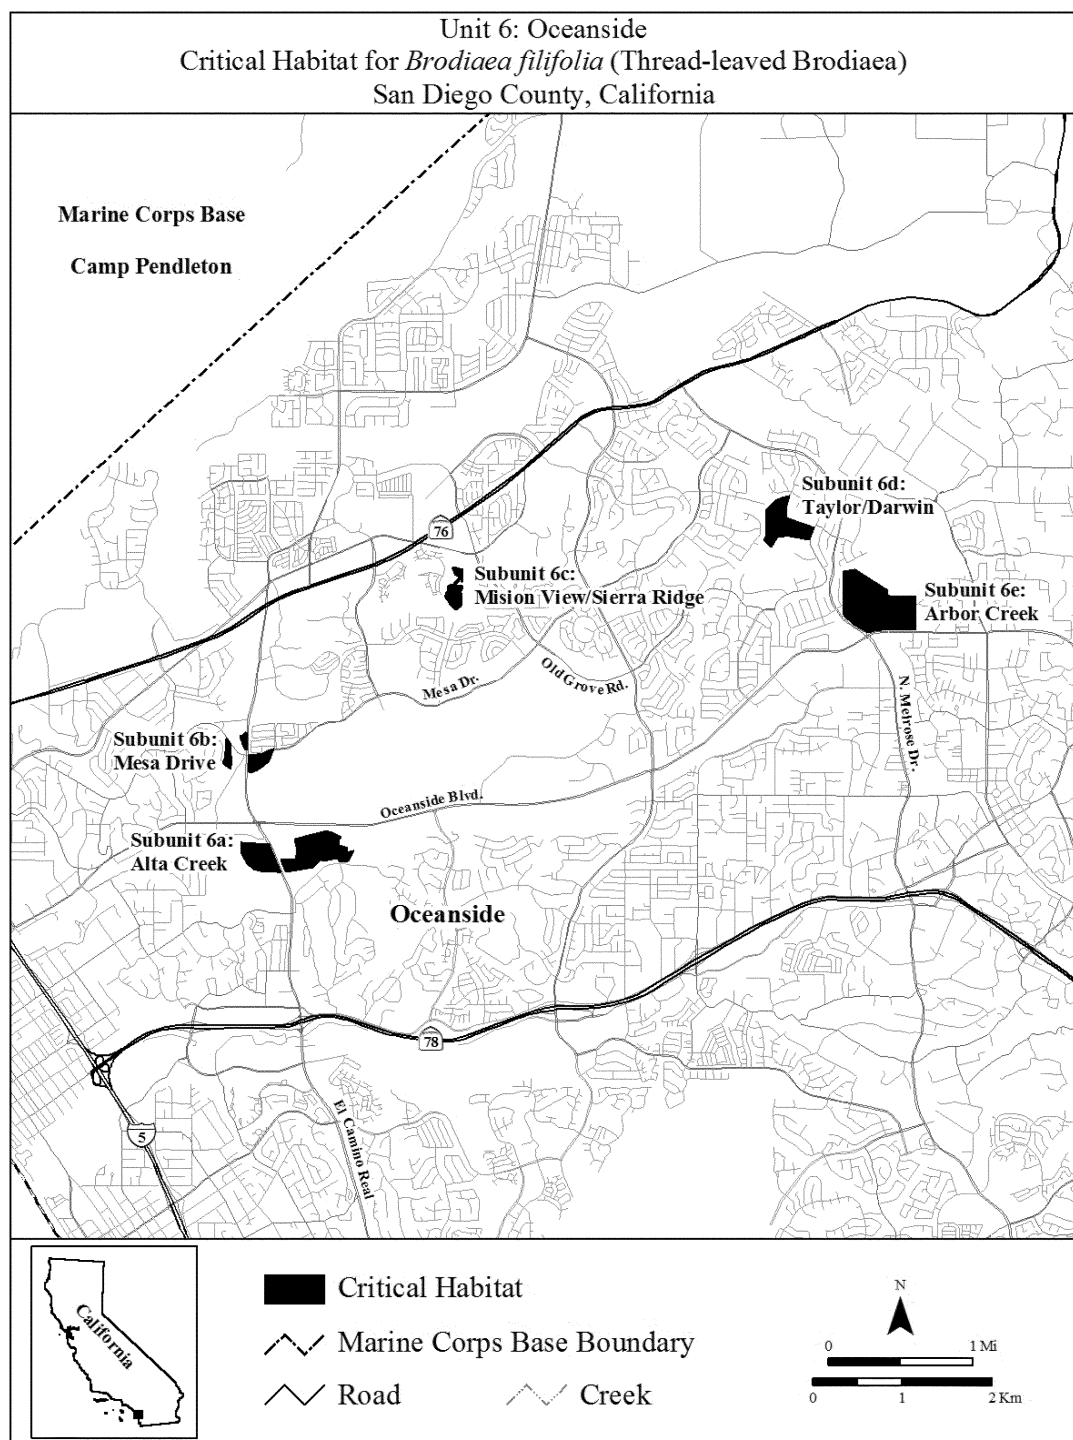 Unit 6: Oceanside
Critical Habitat for Brodiaea filifolia (Thread-leaved Brodiaea)
San Diego County, California
Marine Corps Base
Camp Pendleton
Subunit 6d:
Taylor/Darwin
76
Subunit 6c:
Mision View/Sierra Ridge
Subunit 6e:
Arbor Creek
Mesa Dr.
Old Grove Rd.
N. Melrose Dr.
Subunit 6b:
Mesa Drive
Oceanside Blvd.
Subunit 6a:
Alta Creek
Oceanside
78
5
El Camino Real
California
Critical Habitat
Marine Corps Base Boundary
Road
Creek
N
0 1 Mi
0 1 2 Km